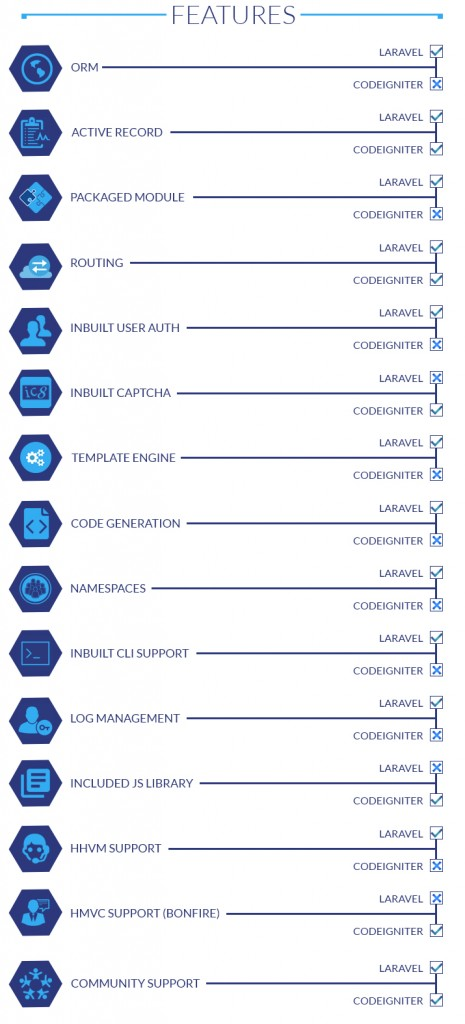 FEATURES
LARAVEL
ORM
CODEIGNITER
LARAVEL
ACTIVE RECORD
CODEIGNITER
LARAVEL
PACKAGED MODULE
CODEIGNITER
LARAVEL
ROUTING
CODEIGNITER
LARAVEL
INBUILT USER AUTH
CODEIGNITER
LARAVEL
ic8
INBUILT CAPTCHA
CODEIGNITER
LARAVEL
TEMPLATE ENGINE
CODEIGNITER
LARAVEL
CODE GENERATION
CODEIGNITER
LARAVEL
NAMESPACES
CODEIGNITER
LARAVEL
INBUILT CLI SUPPORT
CODEIGNITER
LARAVEL
LOG MANAGEMENT
CODEIGNITER
LARAVEL
INCLUDED JS LIBRARY
CODEIGNITER
LARAVEL
HHVM SUPPORT
CODEIGNITER
LARAVEL
HMVC SUPPORT (BONFIRE)
CODEIGNITER
LARAVEL
COMMUNITY SUPPORT
CODEIGNITER